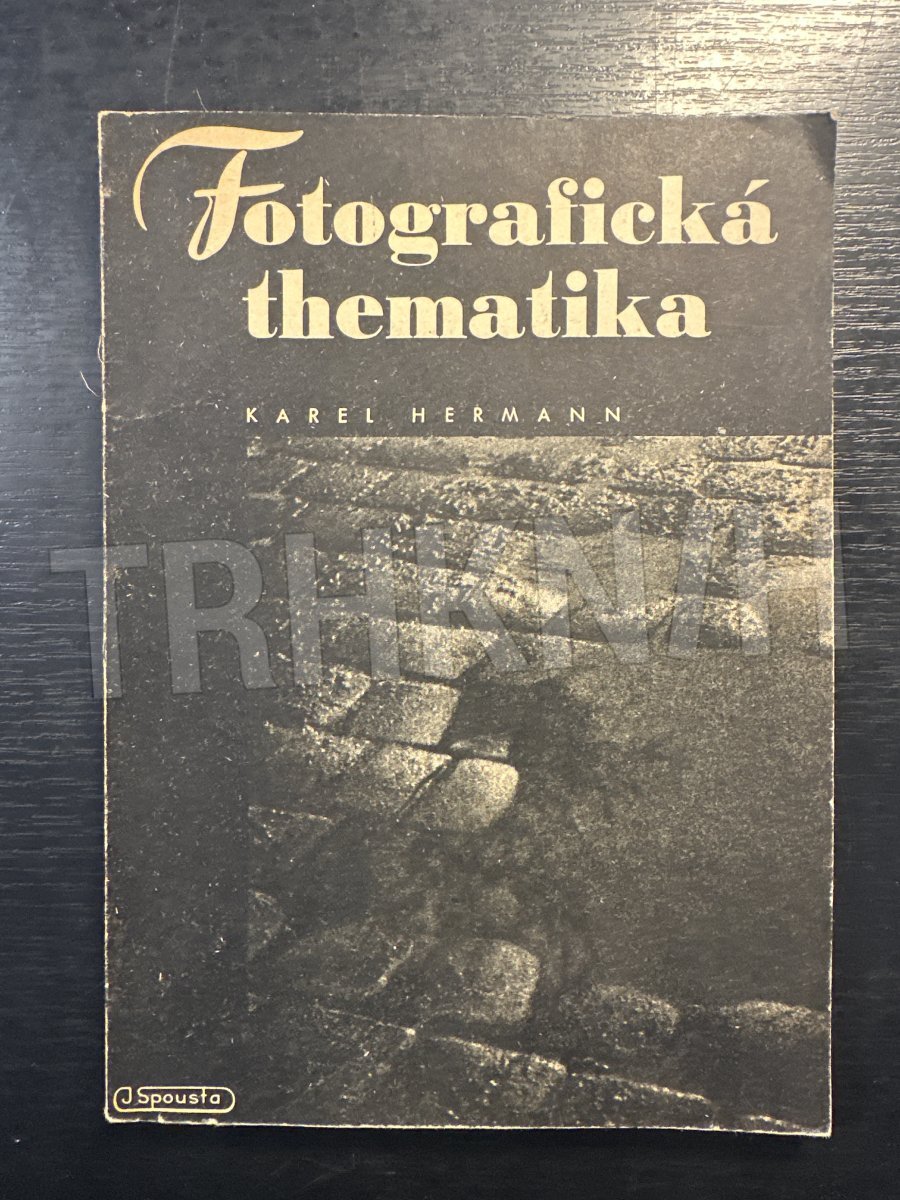 Fotografická
thematika
KAREL HERMANN
TRHKNIH
J Spousta